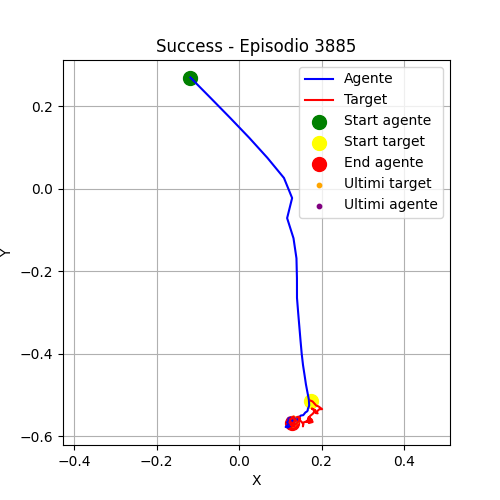 Success - Episodio 3885
Agente
Target
Start agente
Start target
End agente
Ultimi target
Ultimi agente
Y
0.2
0.0
−0.2
−0.4
−0.6
−0.4
−0.2
0.0
0.2
0.4
X